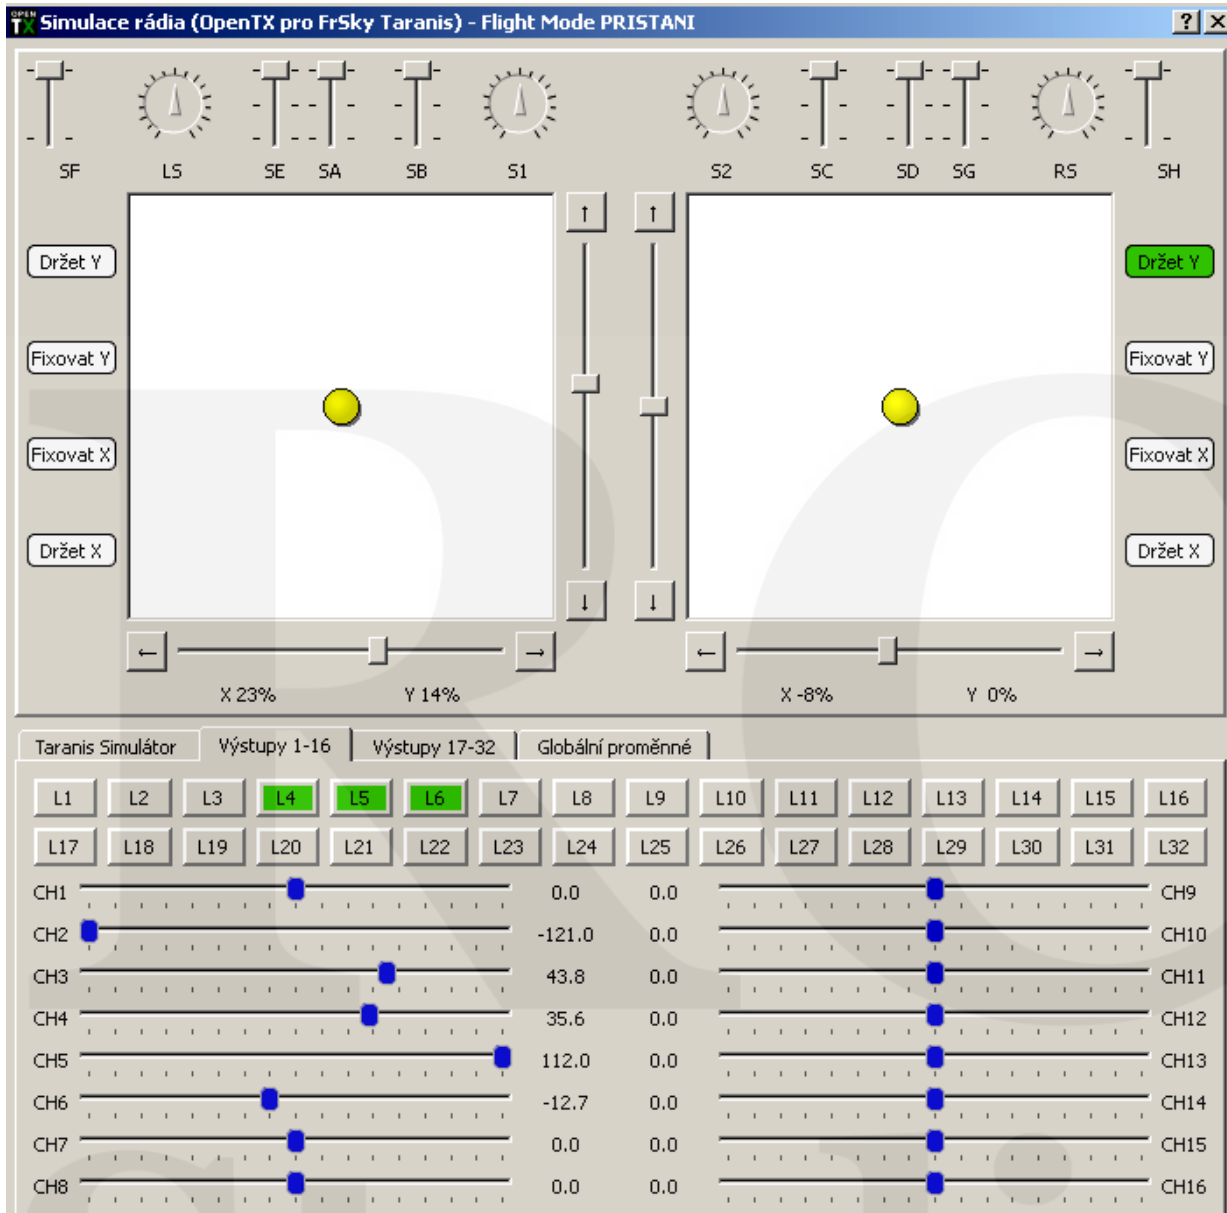 OPEN TX Simulace rádia (OpenTX pro FrSky Taranis) - Flight Mode PRISTANI ? X
SF LS SE SA SB S1 S2 SC SD SG RS SH
↑ ↑
Držet Y Držet Y
Fixovat Y Fixovat Y
Fixovat X Fixovat X
Držet X Držet X
↓ ↓
← → ← →
X 23% Y 14% X -8% Y 0%
Taranis Simulátor Výstupy 1-16 Výstupy 17-32 Globální proměnné
L1 L2 L3 L4 L5 L6 L7 L8 L9 L10 L11 L12 L13 L14 L15 L16
L17 L18 L19 L20 L21 L22 L23 L24 L25 L26 L27 L28 L29 L30 L31 L32
CH1 0.0 0.0 CH9
CH2 -121.0 0.0 CH10
CH3 43.8 0.0 CH11
CH4 35.6 0.0 CH12
CH5 112.0 0.0 CH13
CH6 -12.7 0.0 CH14
CH7 0.0 0.0 CH15
CH8 0.0 0.0 CH16